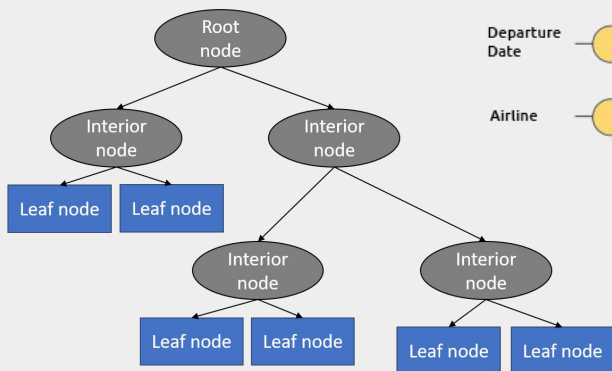 Root
node
Departure
Date
Interior
node
Interior
node
Airline
Leaf node
Leaf node
Interior
node
Interior
node
Leaf node
Leaf node
Leaf node
Leaf node